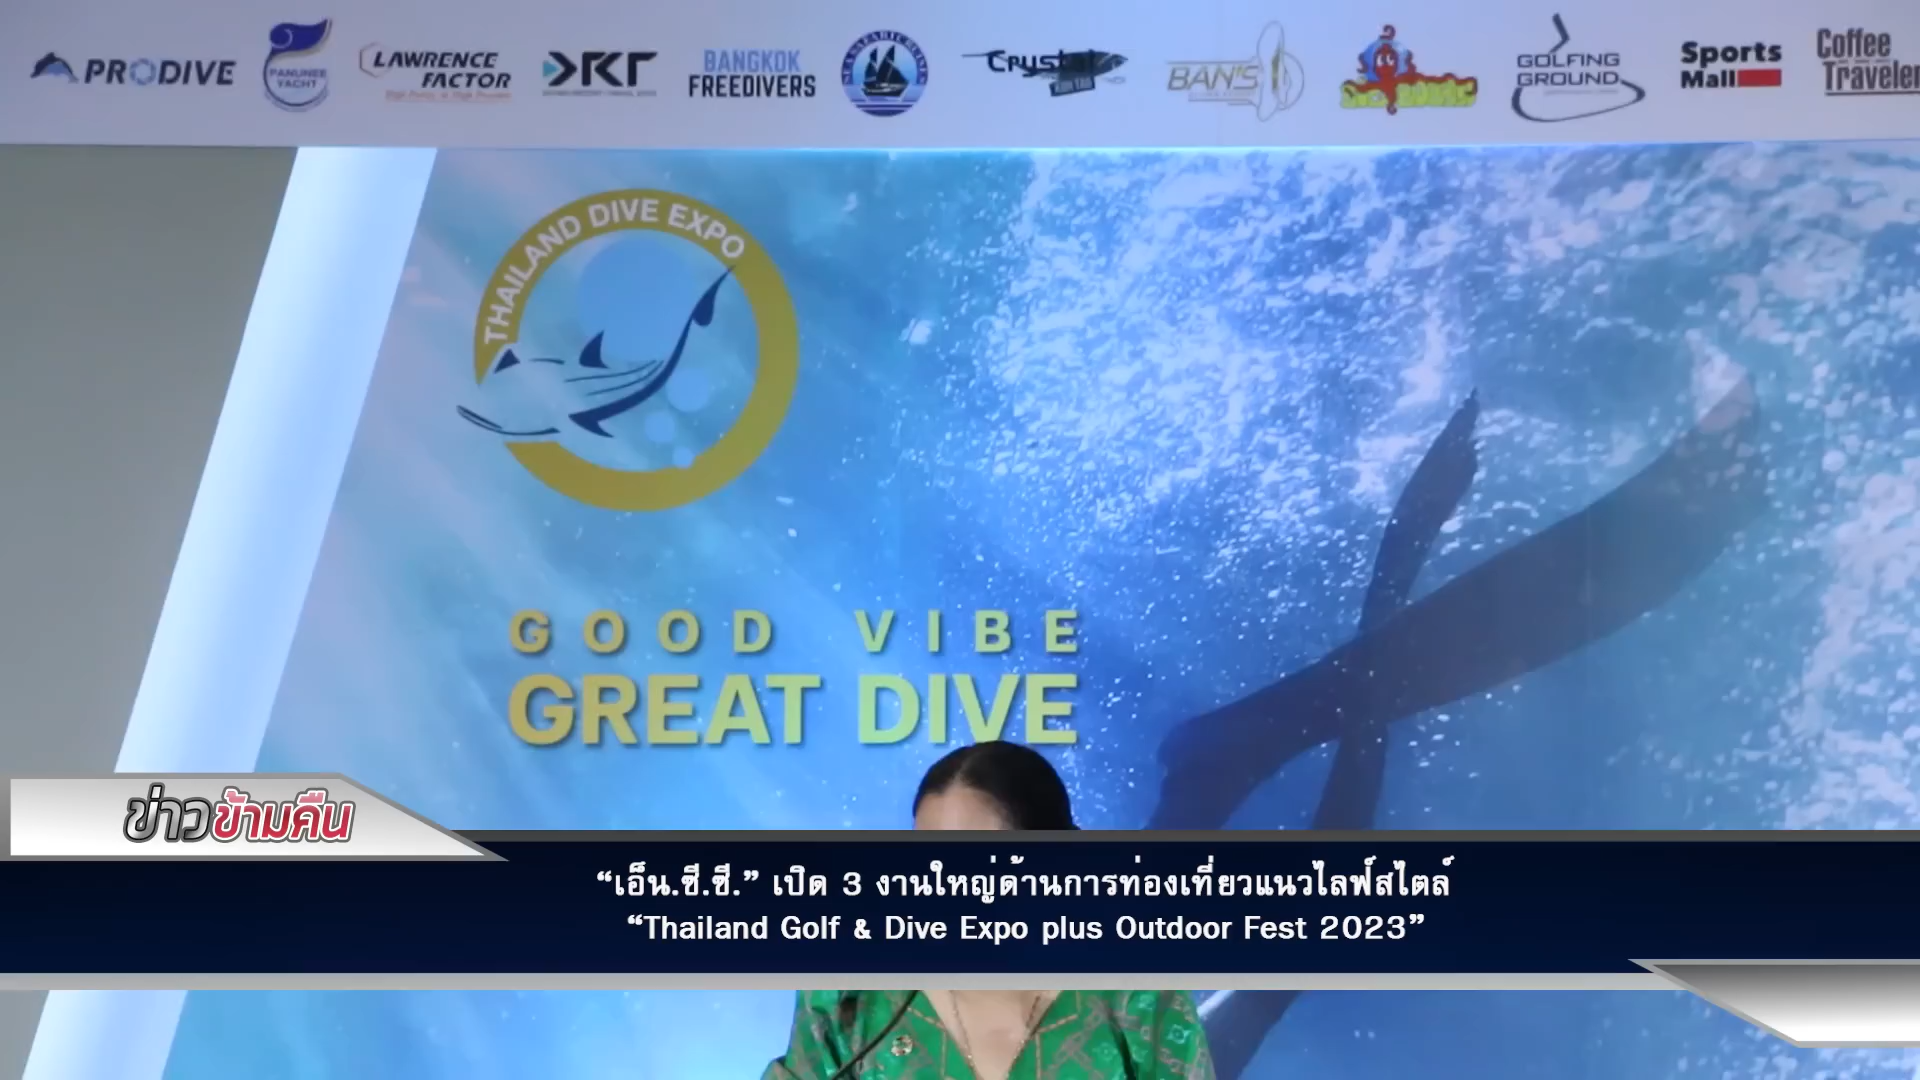 PRODIVE
PANUNEE
YACHT
LAWRENCE
FACTOR
DRT
BANGKOK
FREEDIVERS
Crystal
BAN'S
GOLFING
GROUND
Sports
Mall
Coffee
Traveler
THAILAND DIVE EXPO
GOOD VIBE
GREAT DIVE
ข่าวข้ามคืน
“เอ็น.ซี.ซี.” เปิด 3 งานใหญ่ด้านการท่องเที่ยวแนวไลฟ์สไตล์
“Thailand Golf & Dive Expo plus Outdoor Fest 2023”